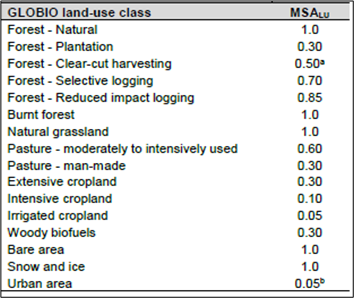 GLOBIO land-use class MSALU
Forest - Natural 1.0
Forest - Plantation 0.30
Forest - Clear-cut harvesting 0.50a
Forest - Selective logging 0.70
Forest - Reduced impact logging 0.85
Burnt forest 1.0
Natural grassland 1.0
Pasture - moderately to intensively used 0.60
Pasture - man-made 0.30
Extensive cropland 0.30
Intensive cropland 0.10
Irrigated cropland 0.05
Woody biofuels 0.30
Bare area 1.0
Snow and ice 1.0
Urban area 0.05b